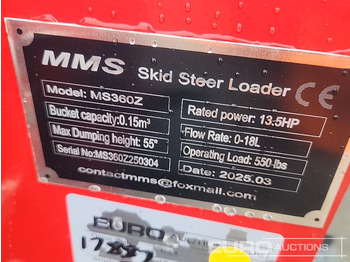 MMS Skid Steer Loader CE
Model: MS360Z
Rated power: 13.5HP
Bucket capacity:0.15m³
Flow Rate: 0-18L
Max Dumping height: 55"
Operating Load: 550 lbs
Serial No:MS360Z250304
Date: 2025.03
contactmms@foxmail.com
EURO
EURO
AUCTIONS